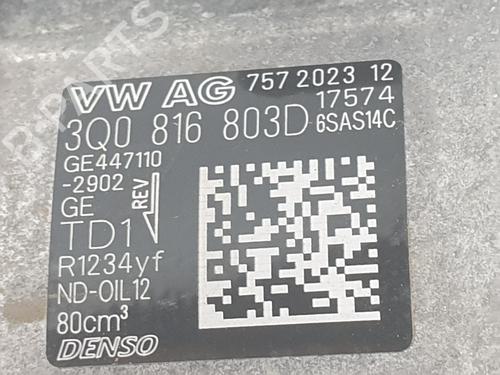 VW AG 757 2023 12
17574
3Q0 816 803D 6SAS14C
GE447110
-2902
REV
GE
TD1
R1234yf
ND-OIL12
80cm³
DENSO
B-PARTS